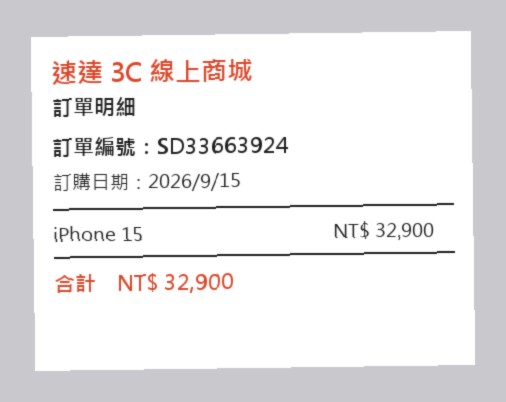 速達 3C 線上商城
訂單明細
訂單編號：SD33663924
訂購日期：2026/9/15
iPhone 15 NT$ 32,900
合計 NT$ 32,900